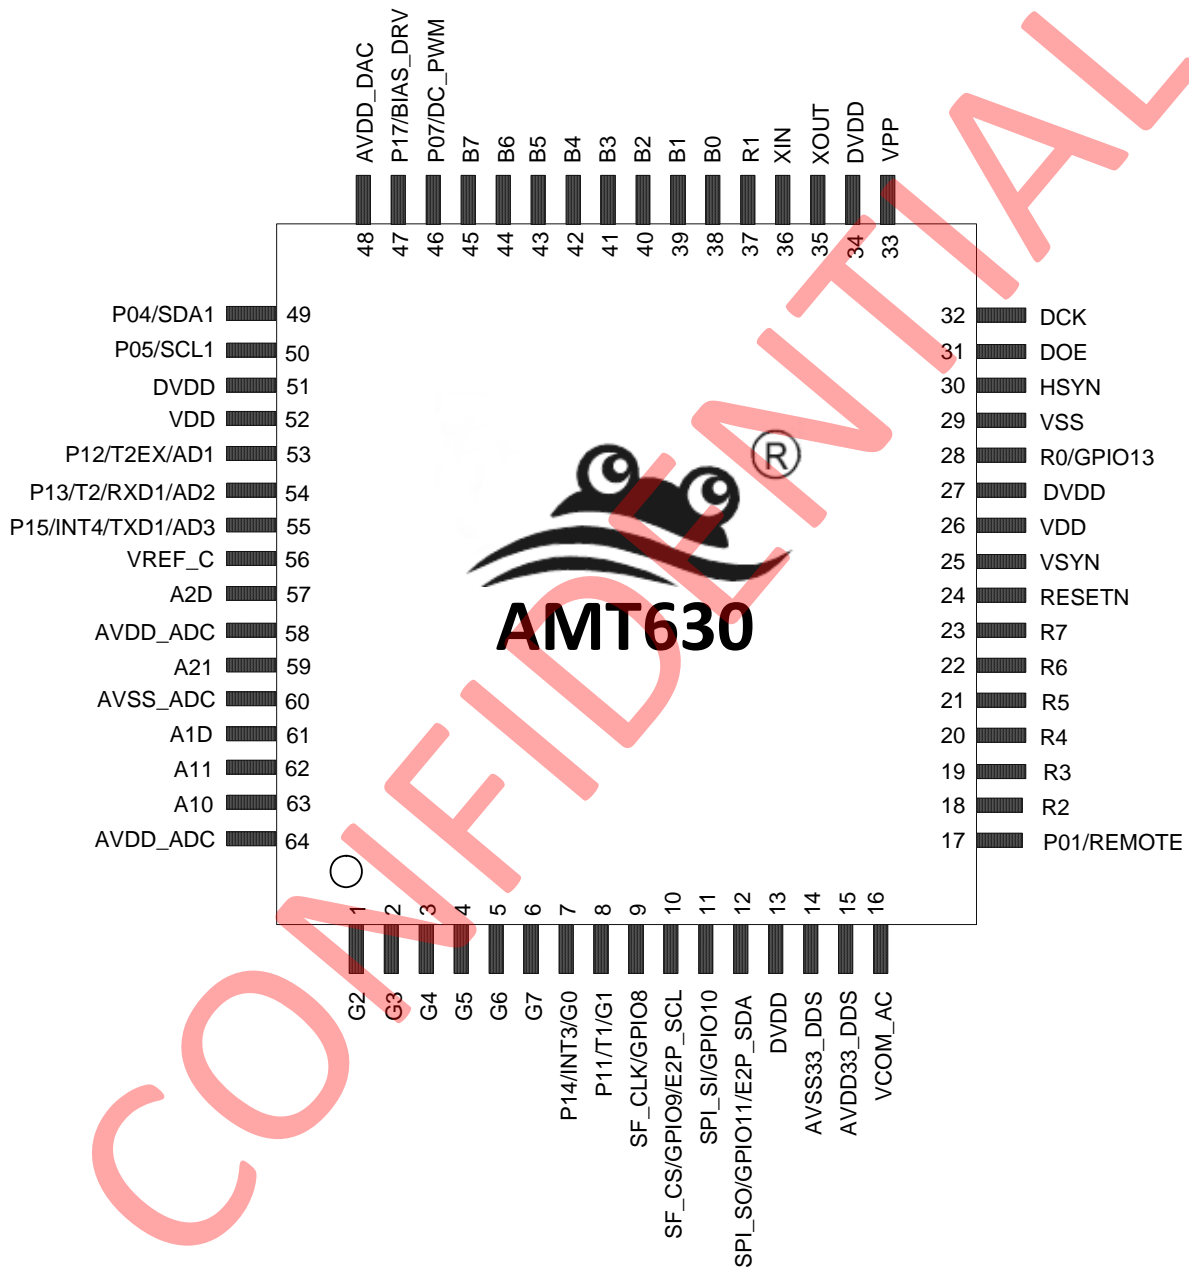 AVDD_DAC
P17/BIAS_DRV
P07/DC_PWM
B7
B6
B5
B4
B3
B2
B1
B0
R1
XIN
XOUT
DVDD
VPP
48
47
46
45
44
43
42
41
40
39
38
37
36
35
34
33
P04/SDA1 49
P05/SCL1 50
DVDD 51
VDD 52
P12/T2EX/AD1 53
P13/T2/RXD1/AD2 54
P15/INT4/TXD1/AD3 55
VREF_C 56
A2D 57
AVDD_ADC 58
A21 59
AVSS_ADC 60
A1D 61
A11 62
A10 63
AVDD_ADC 64
32 DCK
31 DOE
30 HSYN
29 VSS
28 R0/GPIO13
27 DVDD
26 VDD
25 VSYN
24 RESETN
23 R7
22 R6
21 R5
20 R4
19 R3
18 R2
17 P01/REMOTE
®
AMT630
1
2
3
4
5
6
7
8
9
10
11
12
13
14
15
16
G2
G3
G4
G5
G6
G7
P14/INT3/G0
P11/T1/G1
SF_CLK/GPIO8
SF_CS/GPIO9/E2P_SCL
SPI_SI/GPIO10
SPI_SO/GPIO11/E2P_SDA
DVDD
AVSS33_DDS
AVDD33_DDS
VCOM_AC
CONFIDENTIAL